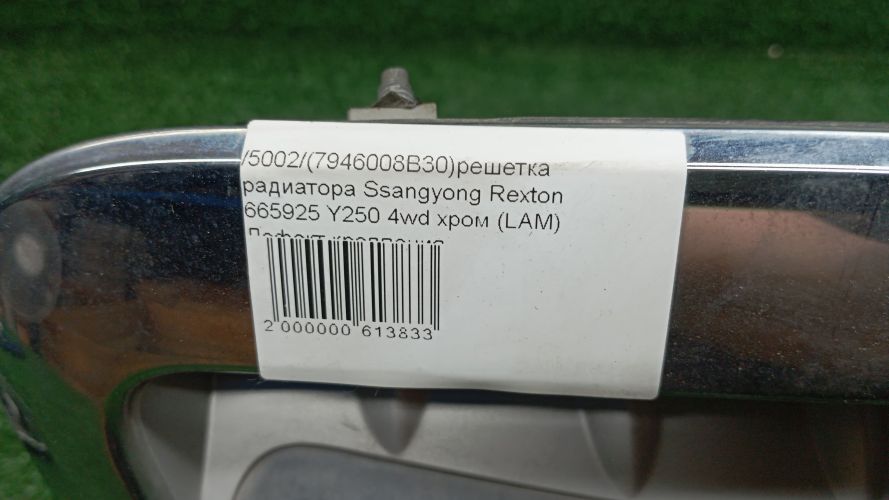 /5002/(7946008B30)решетка
радиатора Ssangyong Rexton
665925 Y250 4wd хром (LAM)
2 000000 613833